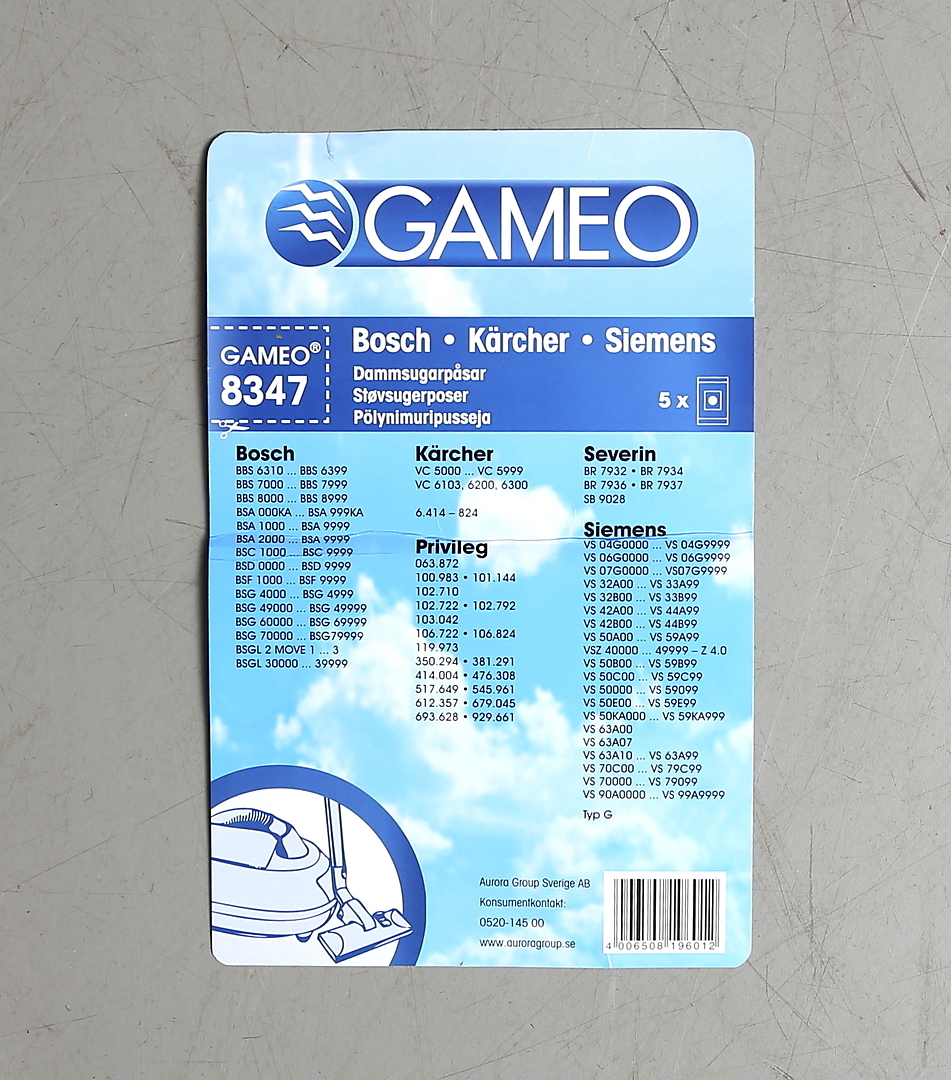 GAMEO
GAMEO®
8347
Bosch • Kärcher • Siemens
Dammsugarpåsar
Støvsugerposer
Pölynimuripusseja
5 x
Bosch
BBS 6310 ... BBS 6399
BBS 7000 ... BBS 7999
BBS 8000 ... BBS 8999
BSA 000KA ... BSA 999KA
BSA 1000 ... BSA 9999
BSA 2000 ... BSA 9999
BSC 1000 ... BSC 9999
BSD 0000 ... BSD 9999
BSF 1000 ... BSF 9999
BSG 4000 ... BSG 4999
BSG 49000 ... BSG 49999
BSG 60000 ... BSG 69999
BSG 70000 ... BSG79999
BSGL 2 MOVE 1 ... 3
BSGL 30000 ... 39999
Kärcher
VC 5000 ... VC 5999
VC 6103, 6200, 6300
6.414 – 824
Privileg
063.872
100.983 • 101.144
102.710
102.722 • 102.792
103.042
106.722 • 106.824
119.973
350.294 • 381.291
414.004 • 476.308
517.649 • 545.961
612.357 • 679.045
693.628 • 929.661
Severin
BR 7932 • BR 7934
BR 7936 • BR 7937
SB 9028
Siemens
VS 04G0000 ... VS 04G9999
VS 06G0000 ... VS 06G9999
VS 07G0000 ... VS07G9999
VS 32A00 ... VS 33A99
VS 32B00 ... VS 33B99
VS 42A00 ... VS 44A99
VS 42B00 ... VS 44B99
VS 50A00 ... VS 59A99
VSZ 40000 ... 49999 – Z 4.0
VS 50B00 ... VS 59B99
VS 50C00 ... VS 59C99
VS 50000 ... VS 59099
VS 50E00 ... VS 59E99
VS 50KA000 ... VS 59KA999
VS 63A00
VS 63A07
VS 63A10 ... VS 63A99
VS 70C00 ... VS 79C99
VS 70000 ... VS 79099
VS 90A0000 ... VS 99A9999
Typ G
Aurora Group Sverige AB
Konsumentkontakt:
0520-145 00
www.auroragroup.se
4 006508 196012